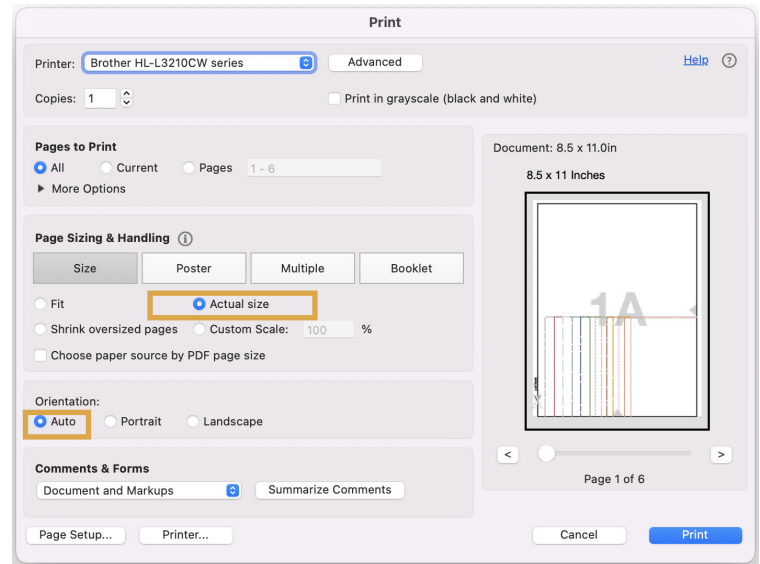 Print
Printer: Brother HL-L3210CW series Advanced Help ?
Copies: 1 Print in grayscale (black and white)
Pages to Print
All Current Pages 1 - 6
More Options
Page Sizing & Handling i
Size Poster Multiple Booklet
Fit Actual size
Shrink oversized pages Custom Scale: 100 %
Choose paper source by PDF page size
Orientation:
Auto Portrait Landscape
Comments & Forms
Document and Markups Summarize Comments
Page Setup... Printer...
Document: 8.5 x 11.0in
8.5 x 11 Inches
1A
< >
Page 1 of 6
Cancel Print